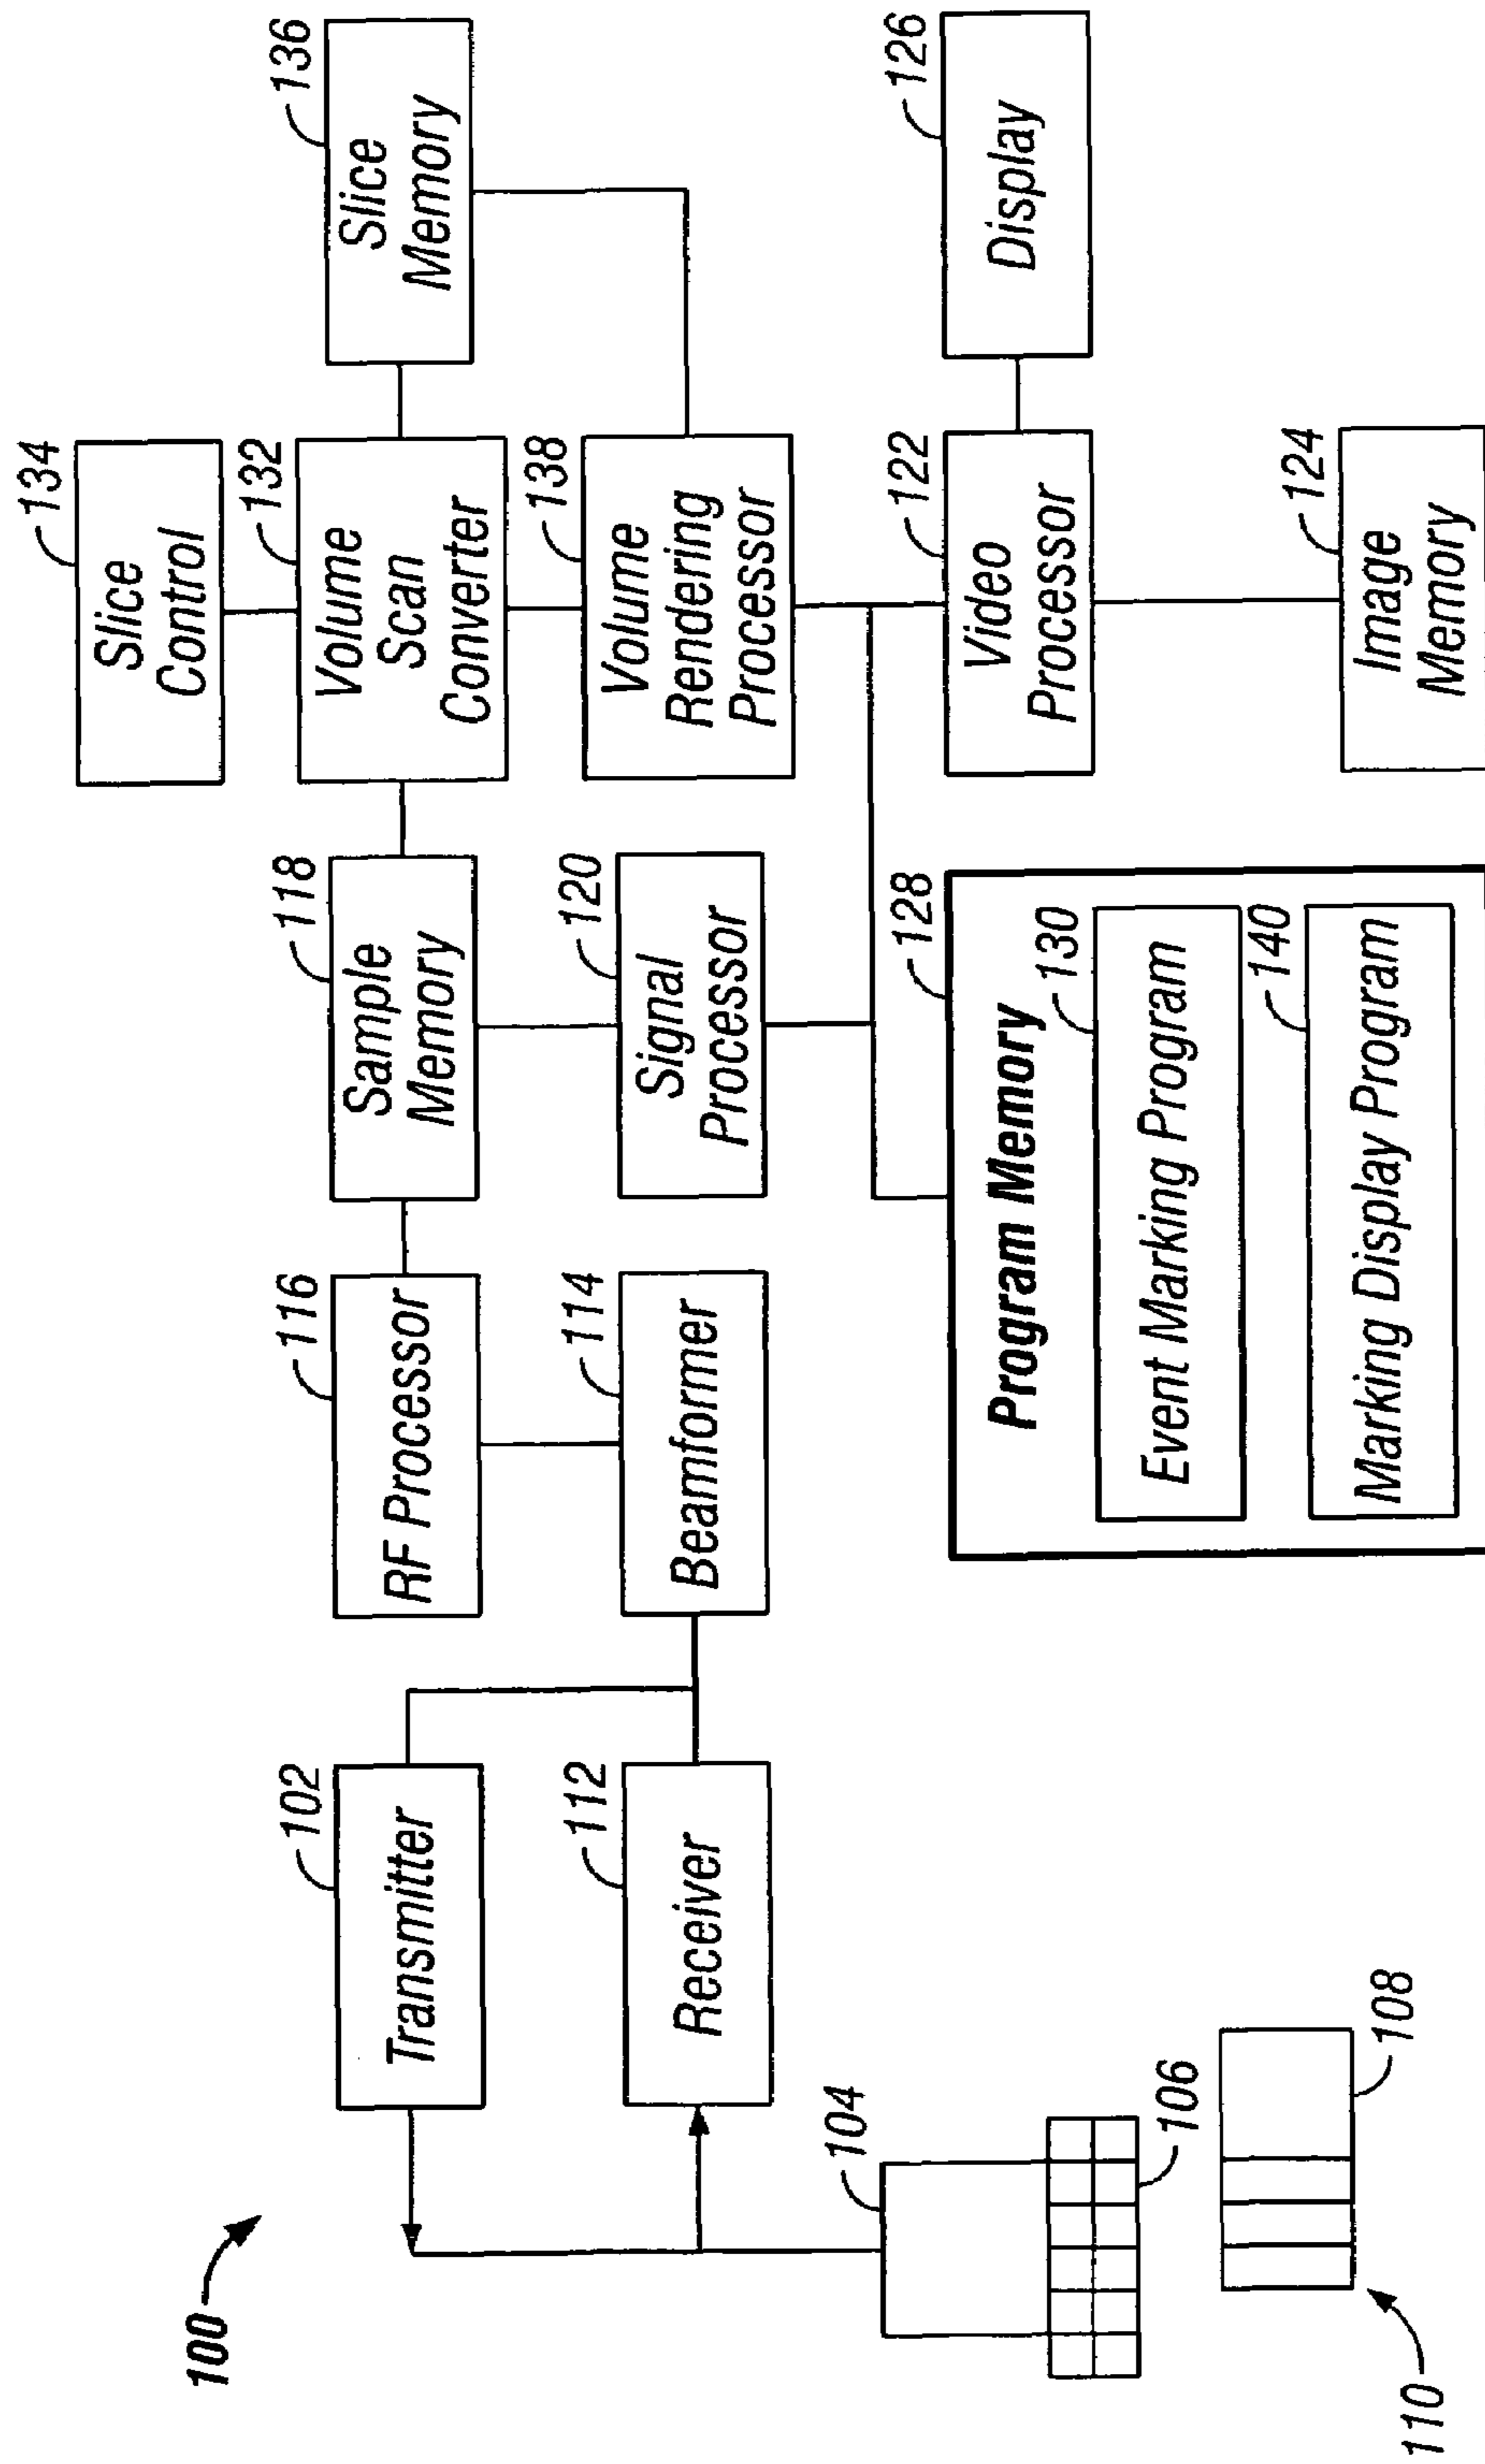 100
134
Slice
Control
102
Transmitter
116
RF Processor
118
Sample
Memory
132
Volume
Scan
Converter
136
Slice
Memory
112
Receiver
114
Beamformer
120
Signal
Processor
138
Volume
Rendering
Processor
104
106
110
108
128
Program Memory
130
Event Marking Program
140
Marking Display Program
122
Video
Processor
126
Display
124
Image
Memory